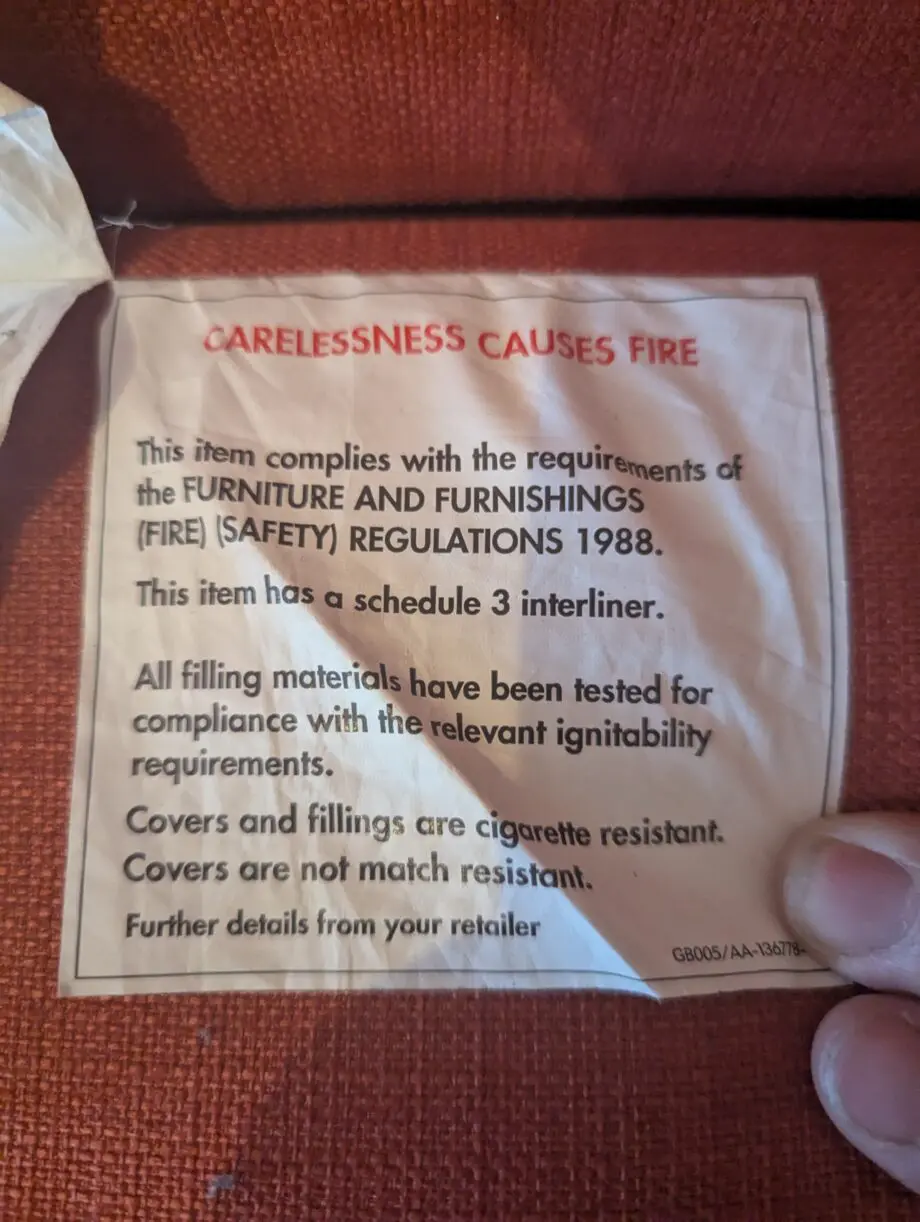 CARELESSNESS CAUSES FIRE
This item complies with the requirements of
the FURNITURE AND FURNISHINGS
(FIRE) (SAFETY) REGULATIONS 1988.
This item has a schedule 3 interliner.
All filling materials have been tested for
compliance with the relevant ignitability
requirements.
Covers and fillings are cigarette resistant.
Covers are not match resistant.
Further details from your retailer
GB005/AA-136778-